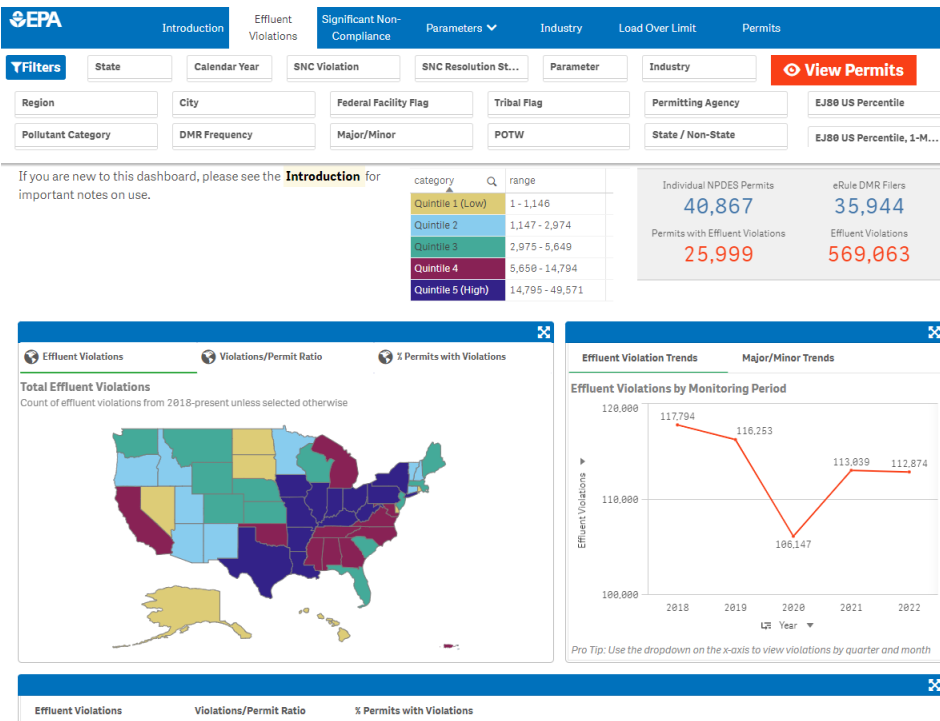 EPA
Introduction
Effluent
Violations
Significant Non-
Compliance
Parameters
Industry
Load Over Limit
Permits
Filters
State
Calendar Year
SNC Violation
SNC Resolution St...
Parameter
Industry
View Permits
Region
City
Federal Facility Flag
Tribal Flag
Permitting Agency
EJ80 US Percentile
Pollutant Category
DMR Frequency
Major/Minor
POTW
State / Non-State
EJ80 US Percentile, 1-M...
If you are new to this dashboard, please see the Introduction for
important notes on use.
category range
Quintile 1 (Low) 1 - 1,146
Quintile 2 1,147 - 2,974
Quintile 3 2,975 - 5,649
Quintile 4 5,650 - 14,794
Quintile 5 (High) 14,795 - 49,571
Individual NPDES Permits
40,867
eRule DMR Filers
35,944
Permits with Effluent Violations
25,999
Effluent Violations
569,063
Effluent Violations
Violations/Permit Ratio
% Permits with Violations
Total Effluent Violations
Count of effluent violations from 2018-present unless selected otherwise
Effluent Violation Trends
Major/Minor Trends
Effluent Violations by Monitoring Period
Effluent Violations
120,000
110,000
100,000
117,794
116,253
106,147
113,039
112,874
2018
2019
2020
2021
2022
Year
Pro Tip: Use the dropdown on the x-axis to view violations by quarter and month
Effluent Violations
Violations/Permit Ratio
% Permits with Violations